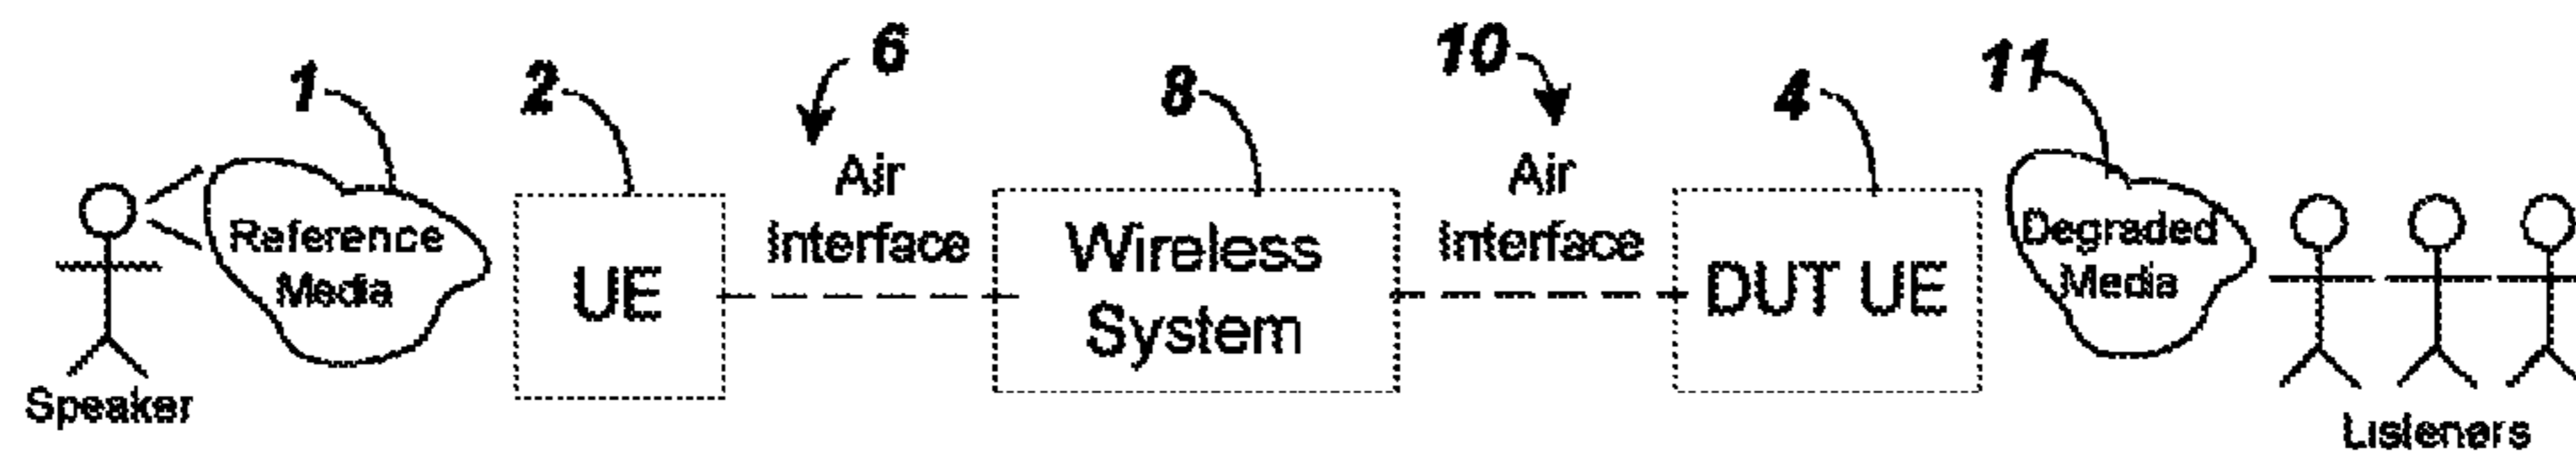 1
2
6
8
10
4
11
Reference
Media
UE
Air
Interface
Wireless
System
Air
Interface
DUT UE
Degraded
Media
Speaker
Listeners